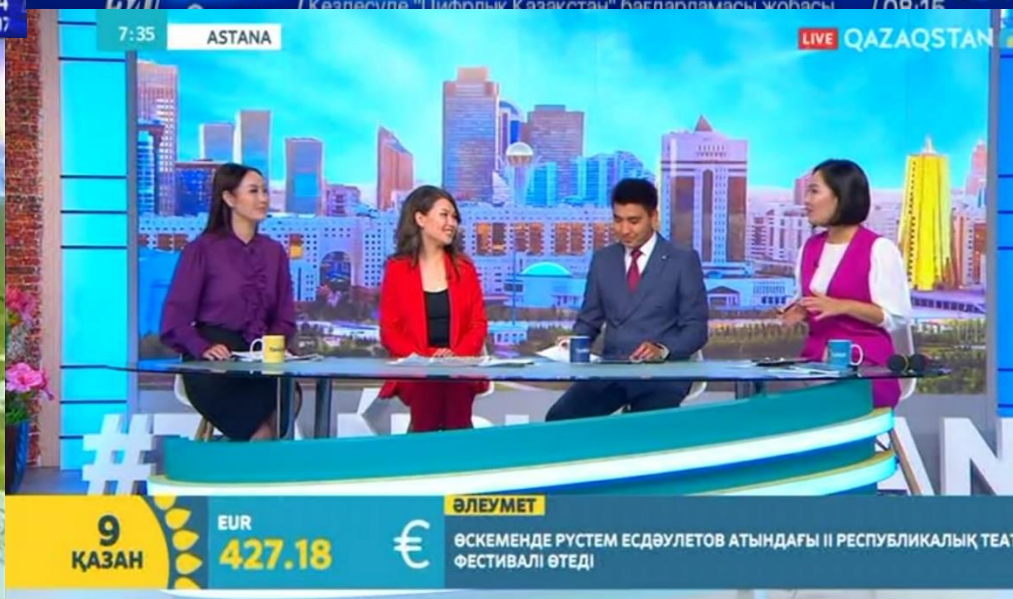 Кездесуде "Цифрлық Қазақстан" бағдарламасы жобасы
08:15
7:35
ASTANA
LIVE QAZAQSTAN
9
ҚАЗАН
EUR
427.18
€
ӘЛЕУМЕТ
ӨСКЕМЕНДЕ РҮСТЕМ ЕСДӘУЛЕТОВ АТЫНДАҒЫ II РЕСПУБЛИКАЛЫҚ ТЕАТ
ФЕСТИВАЛІ ӨТЕДІ